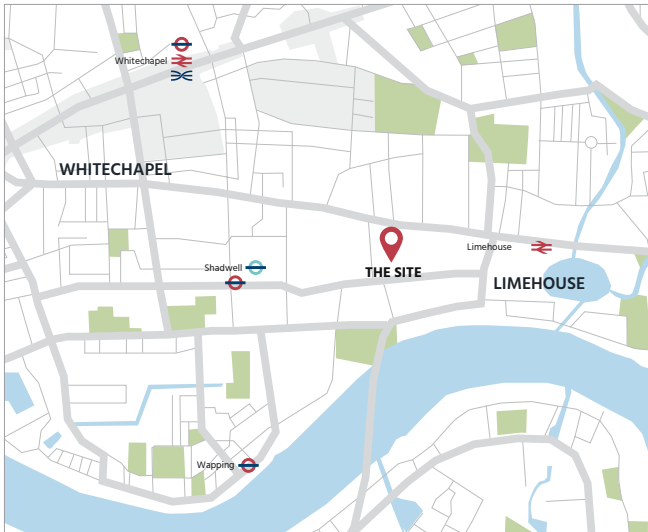 Whitechapel
WHITECHAPEL
Limehouse
Shadwell
THE SITE
LIMEHOUSE
Wapping